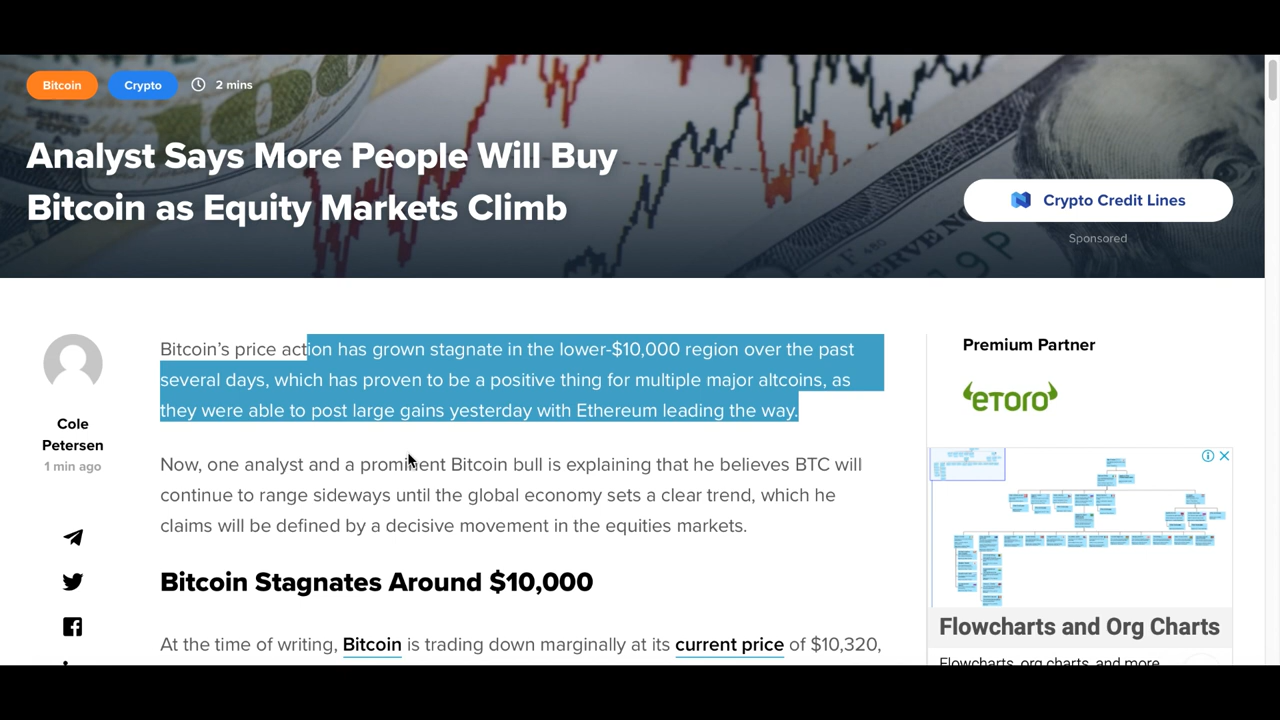 Bitcoin
Crypto
2 mins
Analyst Says More People Will Buy
Bitcoin as Equity Markets Climb
Crypto Credit Lines
Sponsored
SERIES
2009
Cole
Petersen
1 min ago
Bitcoin’s price action has grown stagnate in the lower-$10,000 region over the past
several days, which has proven to be a positive thing for multiple major altcoins, as
they were able to post large gains yesterday with Ethereum leading the way.
Now, one analyst and a prominent Bitcoin bull is explaining that he believes BTC will
continue to range sideways until the global economy sets a clear trend, which he
claims will be defined by a decisive movement in the equities markets.
Bitcoin Stagnates Around $10,000
At the time of writing, Bitcoin is trading down marginally at its current price of $10,320,
Premium Partner
eToro
Flowcharts and Org Charts
Flowcharts, org charts, and more